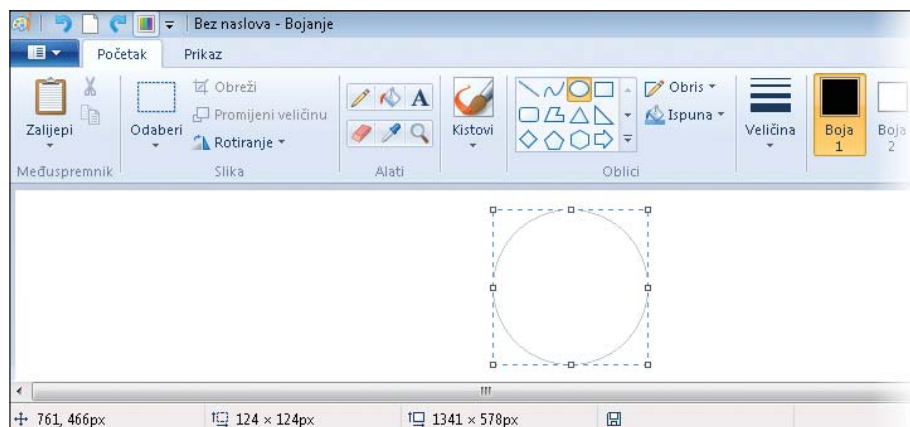 Bez naslova - Bojanje
Početak Prikaz
Zalijepi
Međuspremnik
Odaberi
Obreži
Promijeni veličinu
Rotiranje
Slika
A
Alati
Kistovi
Obris
Ispuna
Oblici
Veličina
Boja
1
Boja
2
761, 466px 124 × 124px 1341 × 578px